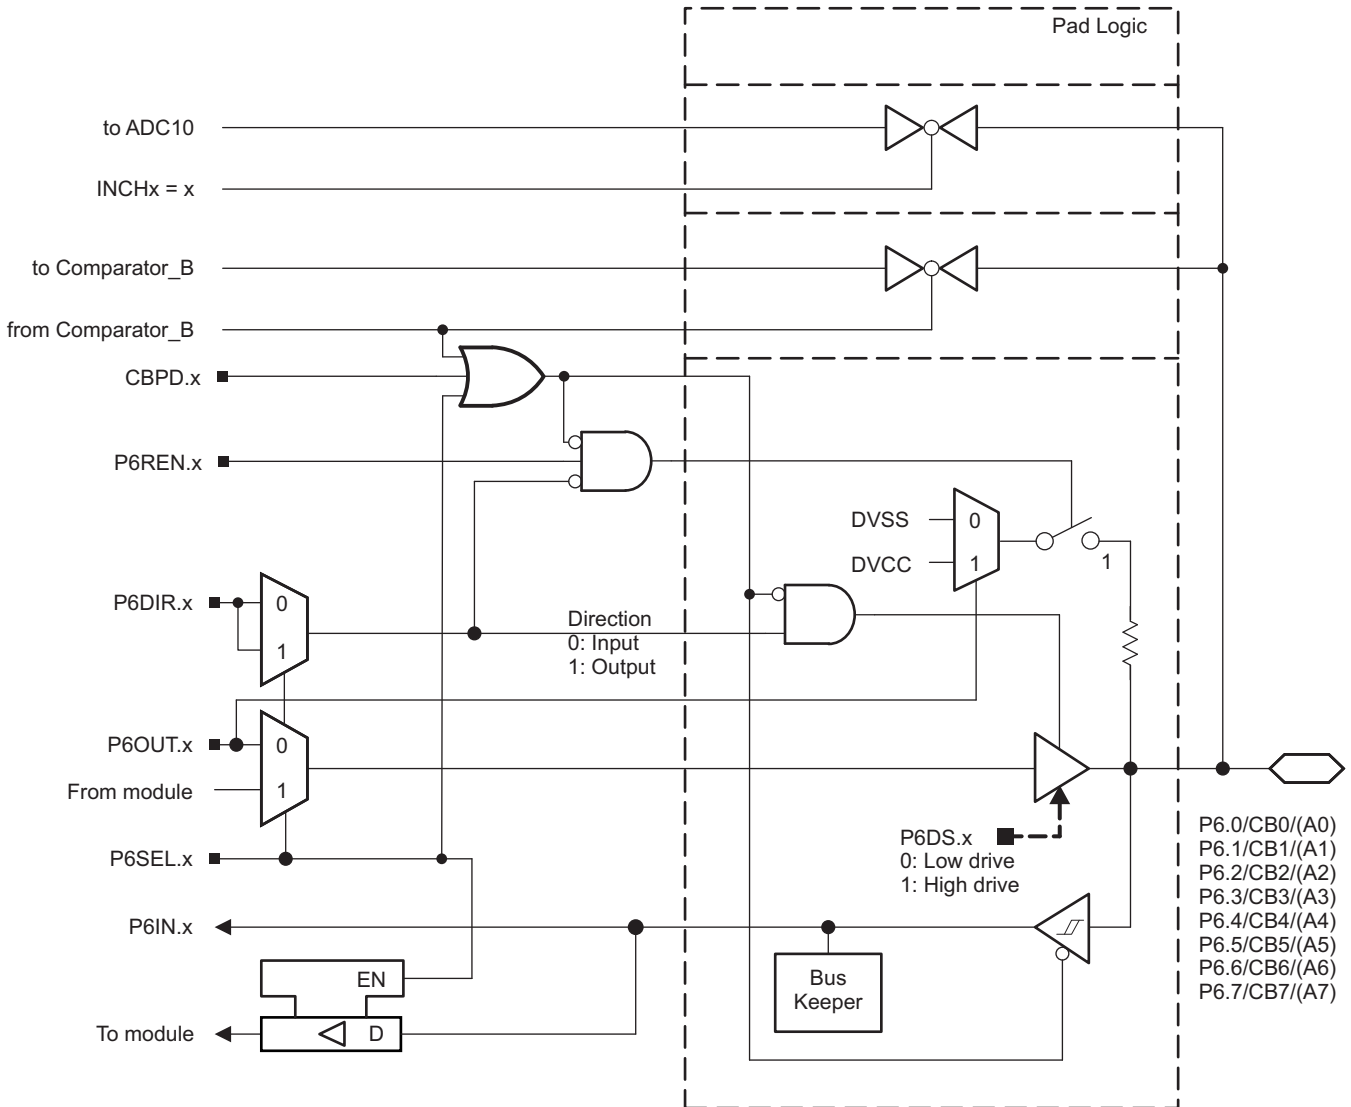 Pad Logic
to ADC10
INCHx = x
to Comparator_B
from Comparator_B
CBPD.x
P6REN.x
DVSS
0
DVCC
1
1
P6DIR.x
0
1
Direction
0: Input
1: Output
P6OUT.x
0
From module
1
P6SEL.x
P6DS.x
0: Low drive
1: High drive
P6.0/CB0/(A0)
P6.1/CB1/(A1)
P6.2/CB2/(A2)
P6.3/CB3/(A3)
P6.4/CB4/(A4)
P6.5/CB5/(A5)
P6.6/CB6/(A6)
P6.7/CB7/(A7)
P6IN.x
EN
Bus
Keeper
To module
D